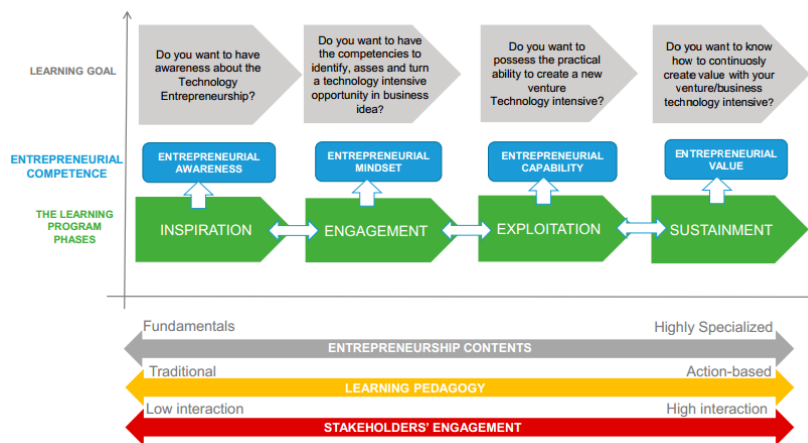 LEARNING GOAL
Do you want to have
awareness about the
Technology
Entrepreneurship?
Do you want to have
the competencies to
identify, asses and turn
a technology intensive
opportunity in business
idea?
Do you want to
possess the practical
ability to create a new
venture
Technology intensive?
Do you want to know
how to continuosly
create value with your
venture/business
technology intensive?
ENTREPRENEURIAL
COMPETENCE
ENTREPRENEURIAL
AWARENESS
ENTREPRENEURIAL
MINDSET
ENTREPRENEURIAL
CAPABILITY
ENTREPRENEURIAL
VALUE
THE LEARNING
PROGRAM
PHASES
INSPIRATION
ENGAGEMENT
EXPLOITATION
SUSTAINMENT
Fundamentals
Highly Specialized
ENTREPRENEURSHIP CONTENTS
Traditional
Action-based
LEARNING PEDAGOGY
Low interaction
High interaction
STAKEHOLDERS' ENGAGEMENT